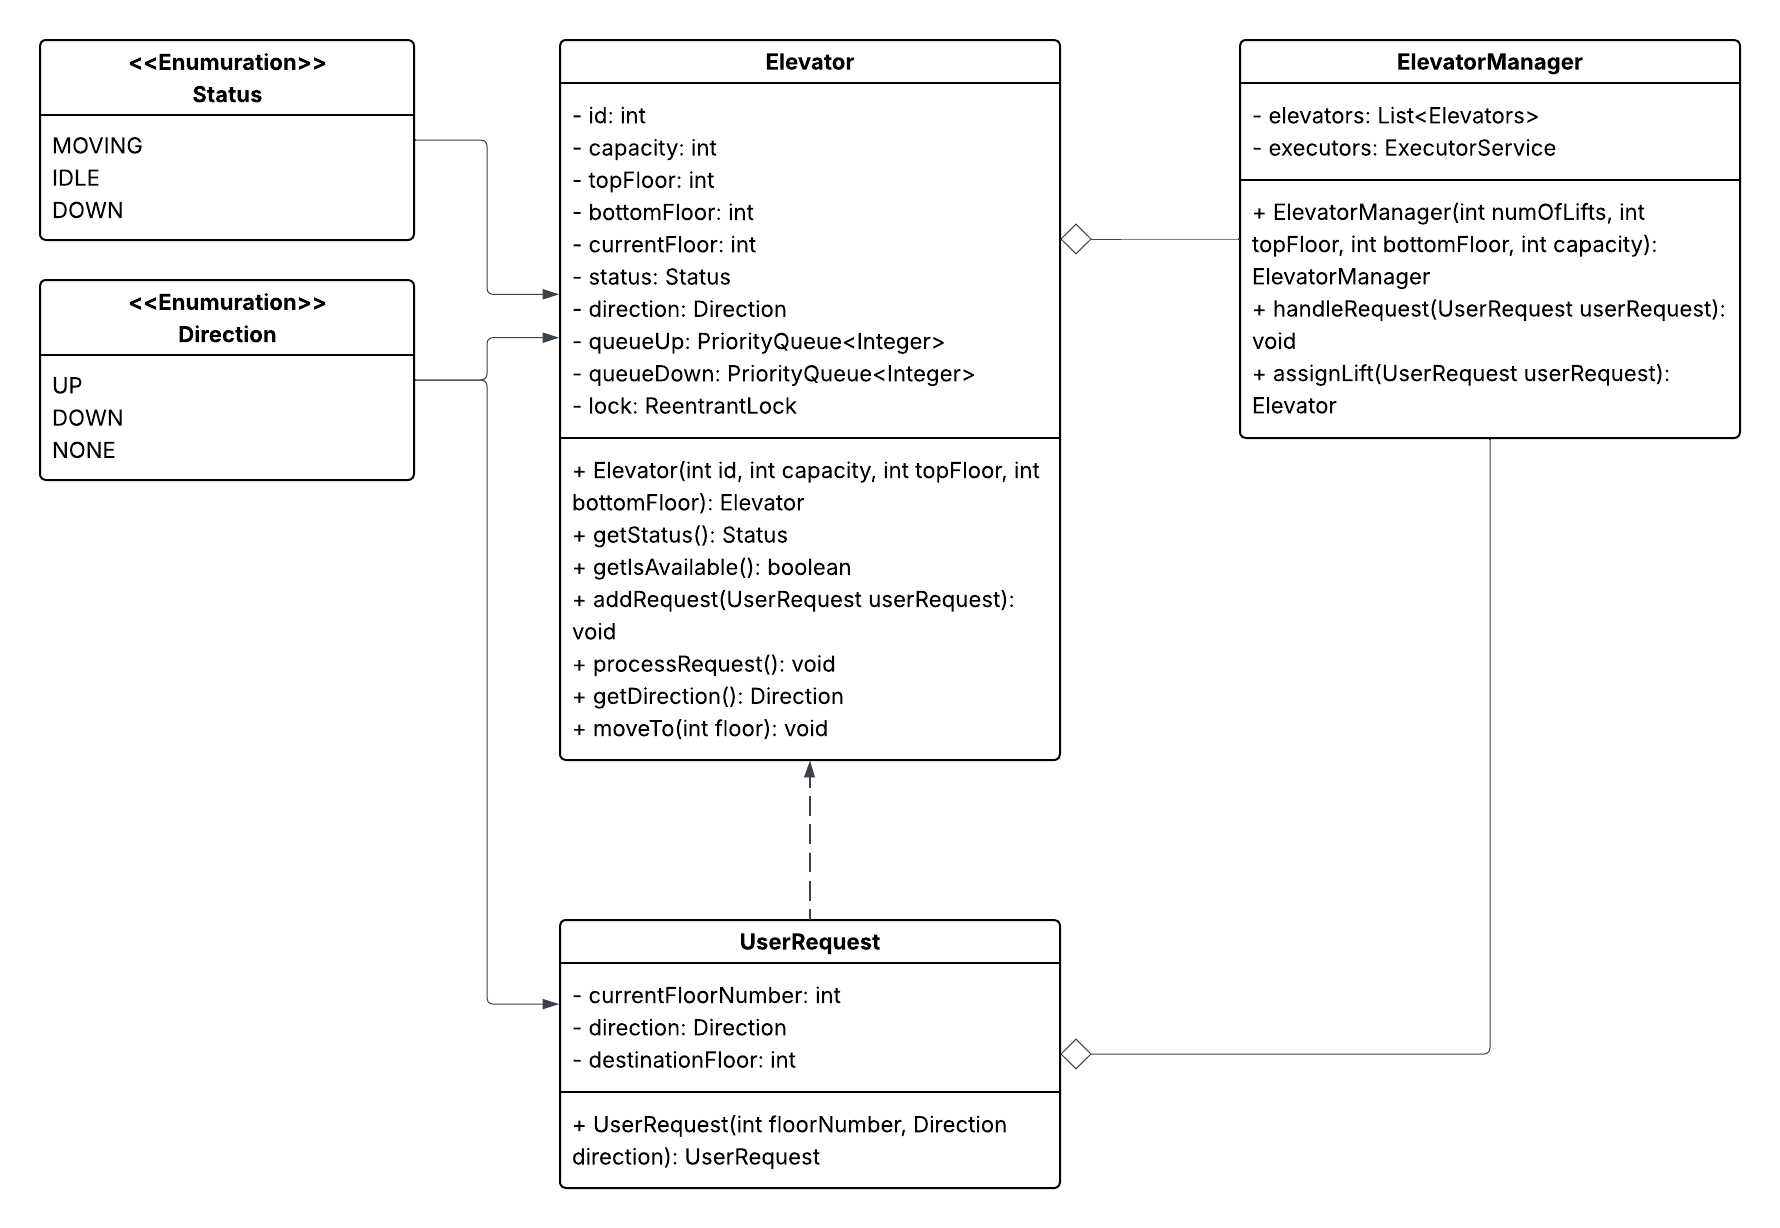 <<Enumuration>>
Status
MOVING
IDLE
DOWN
<<Enumuration>>
Direction
UP
DOWN
NONE
Elevator
- id: int
- capacity: int
- topFloor: int
- bottomFloor: int
- currentFloor: int
- status: Status
- direction: Direction
- queueUp: PriorityQueue<Integer>
- queueDown: PriorityQueue<Integer>
- lock: ReentrantLock
+ Elevator(int id, int capacity, int topFloor, int
bottomFloor): Elevator
+ getStatus(): Status
+ getIsAvailable(): boolean
+ addRequest(UserRequest userRequest):
void
+ processRequest(): void
+ getDirection(): Direction
+ moveTo(int floor): void
ElevatorManager
- elevators: List<Elevators>
- executors: ExecutorService
+ ElevatorManager(int numOfLifts, int
topFloor, int bottomFloor, int capacity):
ElevatorManager
+ handleRequest(UserRequest userRequest):
void
+ assignLift(UserRequest userRequest):
Elevator
UserRequest
- currentFloorNumber: int
- direction: Direction
- destinationFloor: int
+ UserRequest(int floorNumber, Direction
direction): UserRequest